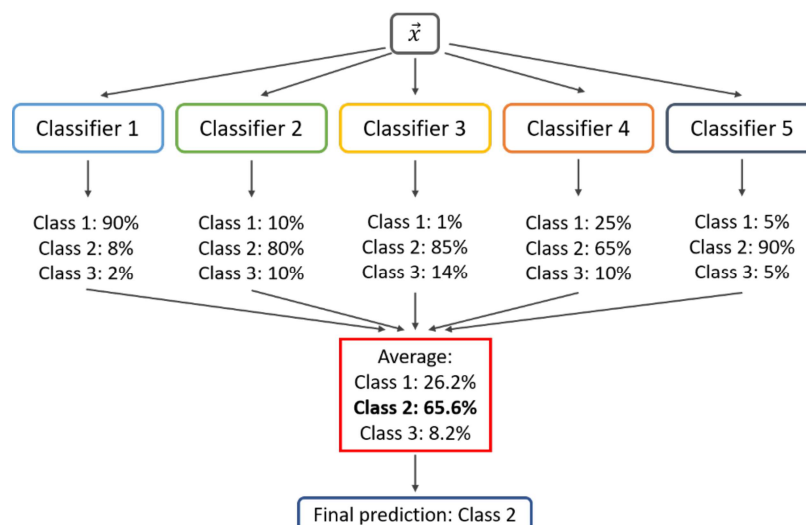 x⃗
Classifier 1
Classifier 2
Classifier 3
Classifier 4
Classifier 5
Class 1: 90%
Class 2: 8%
Class 3: 2%
Class 1: 10%
Class 2: 80%
Class 3: 10%
Class 1: 1%
Class 2: 85%
Class 3: 14%
Class 1: 25%
Class 2: 65%
Class 3: 10%
Class 1: 5%
Class 2: 90%
Class 3: 5%
Average:
Class 1: 26.2%
Class 2: 65.6%
Class 3: 8.2%
Final prediction: Class 2